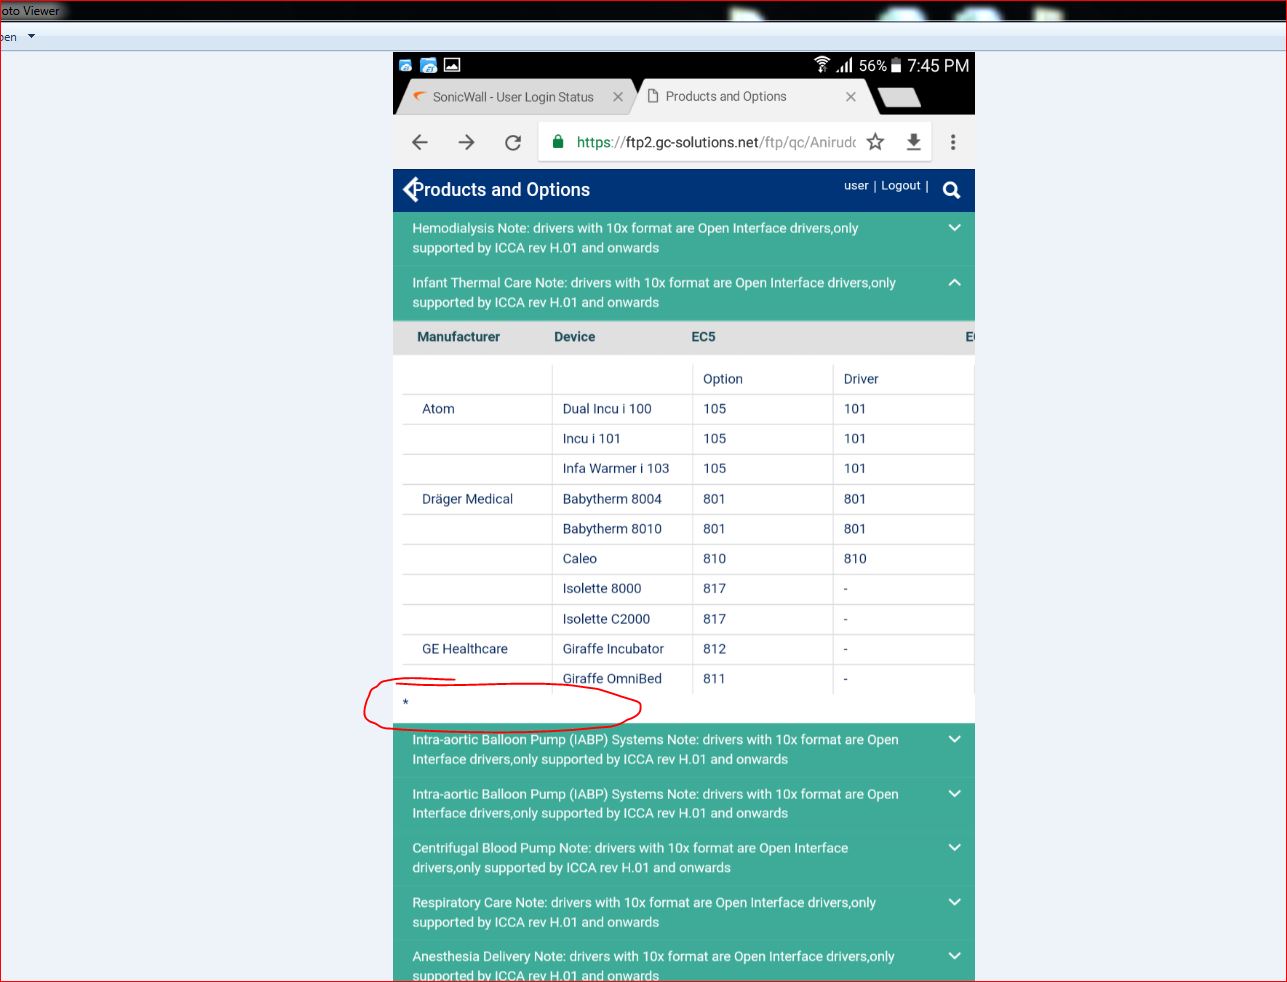 oto Viewer
pen
56% 7:45 PM
SonicWall - User Login Status
Products and Options
https://ftp2.gc-solutions.net/ftp/qc/Anirudd
Products and Options
user | Logout |
Hemodialysis Note: drivers with 10x format are Open Interface drivers,only
supported by ICCA rev H.01 and onwards
Infant Thermal Care Note: drivers with 10x format are Open Interface drivers,only
supported by ICCA rev H.01 and onwards
Manufacturer Device EC5
Option Driver
Atom Dual Incu i 100 105 101
Incu i 101 105 101
Infa Warmer i 103 105 101
Dräger Medical Babytherm 8004 801 801
Babytherm 8010 801 801
Caleo 810 810
Isolette 8000 817 -
Isolette C2000 817 -
GE Healthcare Giraffe Incubator 812 -
Giraffe OmniBed 811 -
*
Intra-aortic Balloon Pump (IABP) Systems Note: drivers with 10x format are Open
Interface drivers,only supported by ICCA rev H.01 and onwards
Intra-aortic Balloon Pump (IABP) Systems Note: drivers with 10x format are Open
Interface drivers,only supported by ICCA rev H.01 and onwards
Centrifugal Blood Pump Note: drivers with 10x format are Open Interface
drivers,only supported by ICCA rev H.01 and onwards
Respiratory Care Note: drivers with 10x format are Open Interface drivers,only
supported by ICCA rev H.01 and onwards
Anesthesia Delivery Note: drivers with 10x format are Open Interface drivers,only
supported by ICCA rev H.01 and onwards